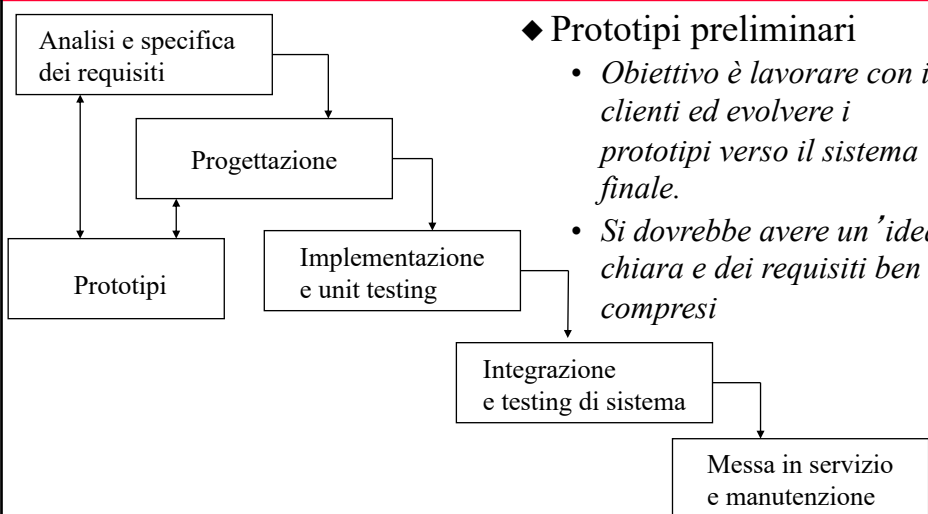 Analisi e specifica
dei requisiti
Progettazione
Prototipi
Implementazione
e unit testing
Integrazione
e testing di sistema
Messa in servizio
e manutenzione
◆ Prototipi preliminari
• Obiettivo è lavorare con i
clienti ed evolvere i
prototipi verso il sistema
finale.
• Si dovrebbe avere un’idea
chiara e dei requisiti ben
compresi